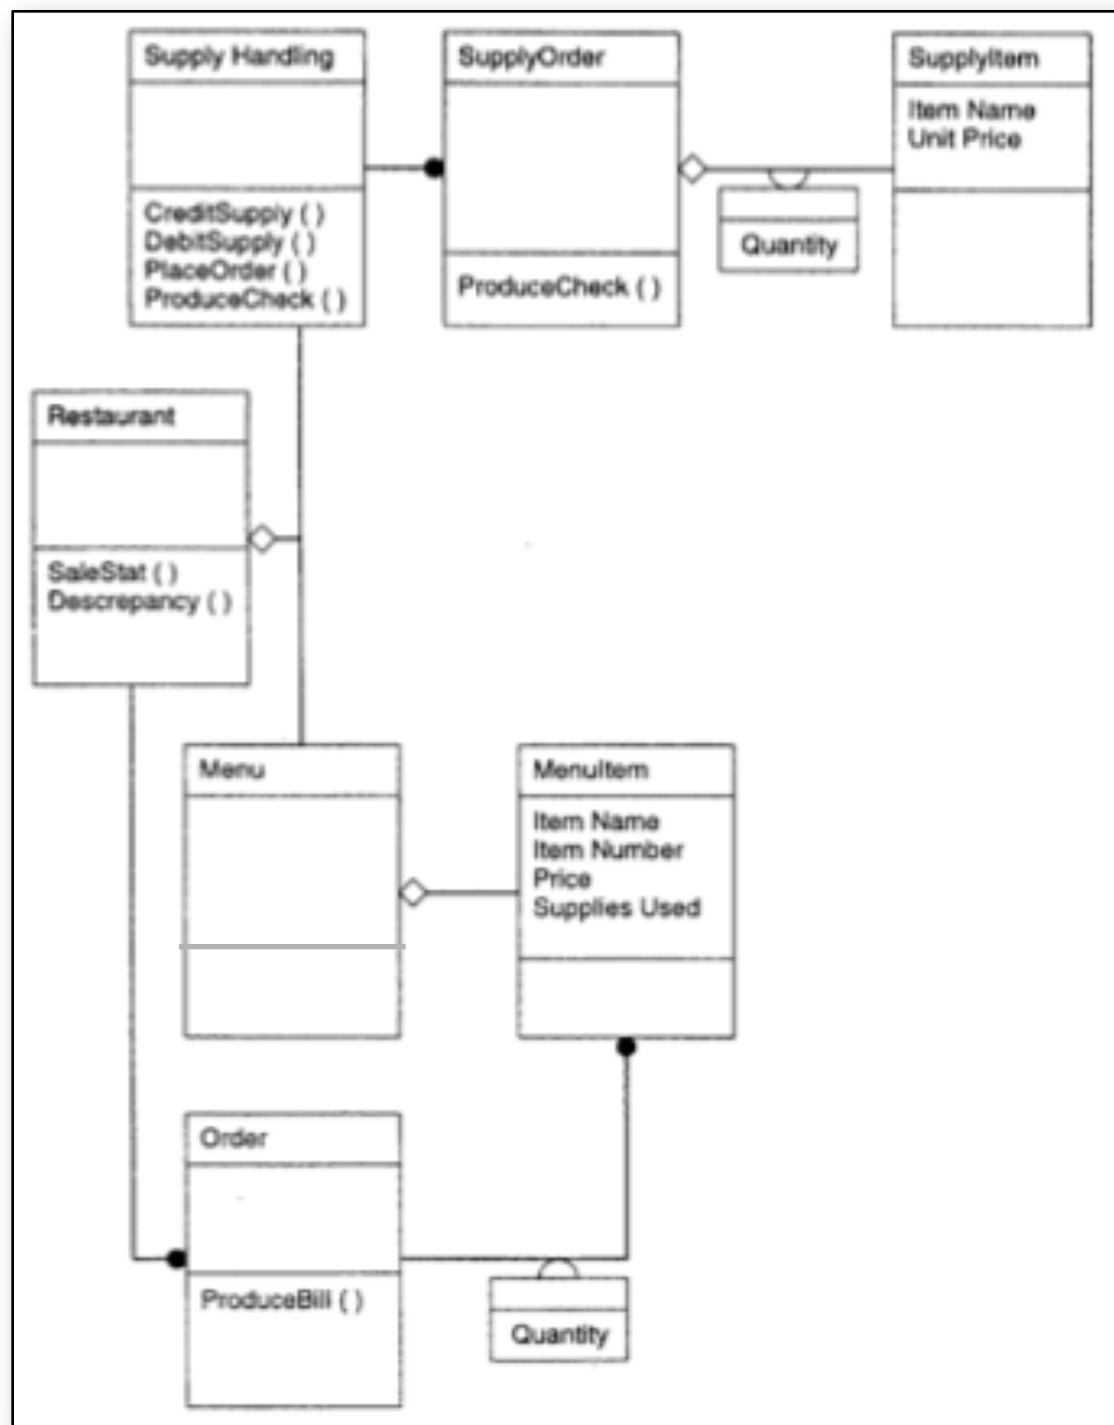 Supply Handling
CreditSupply ( )
DebitSupply ( )
PlaceOrder ( )
ProduceCheck ( )
SupplyOrder
ProduceCheck ( )
SupplyItem
Item Name
Unit Price
Quantity
Restaurant
SaleStat ( )
Descrepancy ( )
Menu
MenuItem
Item Name
Item Number
Price
Supplies Used
Order
ProduceBill ( )
Quantity